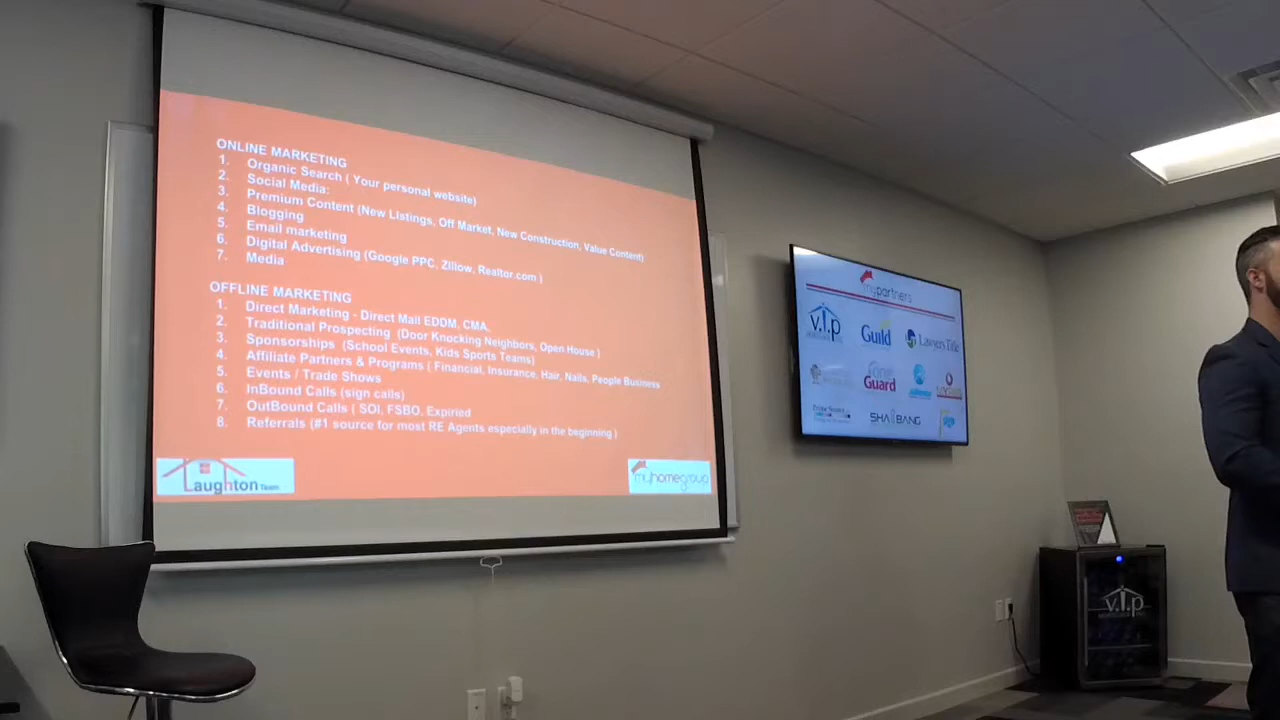 ONLINE MARKETING
1. Organic Search ( Your personal website)
2. Social Media:
3. Premium Content (New Listings, Off Market, New Construction, Value Content)
4. Blogging
5. Email marketing
6. Digital Advertising (Google PPC, Zillow, Realtor.com )
7. Media
OFFLINE MARKETING
1. Direct Marketing - Direct Mail EDDM, CMA,
2. Traditional Prospecting (Door Knocking Neighbors, Open House )
3. Sponsorships (School Events, Kids Sports Teams)
4. Affiliate Partners & Programs ( Financial, Insurance, Hair, Nails, People Business
5. Events / Trade Shows
6. InBound Calls (sign calls)
7. OutBound Calls ( SOI, FSBO, Expiried
8. Referrals (#1 source for most RE Agents especially in the beginning )
Laughton Team
myhomegroup
mypartners
v.i.p
Guild
Lawyers Title
Guard
SHABANG
v.i.p